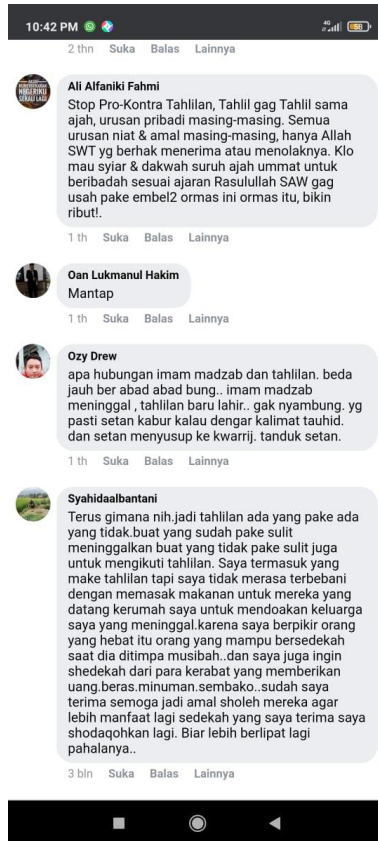 10:42 PM
4G
58
2 thn Suka Balas Lainnya
NEGERIKU
SEKALI LAGI
Ali Alfaniki Fahmi
Stop Pro-Kontra Tahlilan, Tahlil gag Tahlil sama
ajah, urusan pribadi masing-masing. Semua
urusan niat & amal masing-masing, hanya Allah
SWT yg berhak menerima atau menolaknya. Klo
mau syiar & dakwah suruh ajah ummat untuk
beribadah sesuai ajaran Rasulullah SAW gag
usah pake embel2 ormas ini ormas itu, bikin
ribut!.
1 th Suka Balas Lainnya
Oan Lukmanul Hakim
Mantap
1 th Suka Balas Lainnya
Ozy Drew
apa hubungan imam madzab dan tahlilan. beda
jauh ber abad abad bung.. imam madzab
meninggal , tahlilan baru lahir.. gak nyambung. yg
pasti setan kabur kalau dengar kalimat tauhid.
dan setan menyusup ke kwarrij. tanduk setan.
1 th Suka Balas Lainnya
Syahidaalbantani
Terus gimana nih.jadi tahlilan ada yang pake ada
yang tidak.buat yang sudah pake sulit
meninggalkan buat yang tidak pake sulit juga
untuk mengikuti tahlilan. Saya termasuk yang
make tahlilan tapi saya tidak merasa terbebani
dengan memasak makanan untuk mereka yang
datang kerumah saya untuk mendoakan keluarga
saya yang meninggal.karena saya berpikir orang
yang hebat itu orang yang mampu bersedekah
saat dia ditimpa musibah..dan saya juga ingin
shedekah dari para kerabat yang memberikan
uang.beras.minuman.sembako..sudah saya
terima semoga jadi amal sholeh mereka agar
lebih manfaat lagi sedekah yang saya terima saya
shodaqohkan lagi. Biar lebih berlipat lagi
pahalanya..
3 bln Suka Balas Lainnya